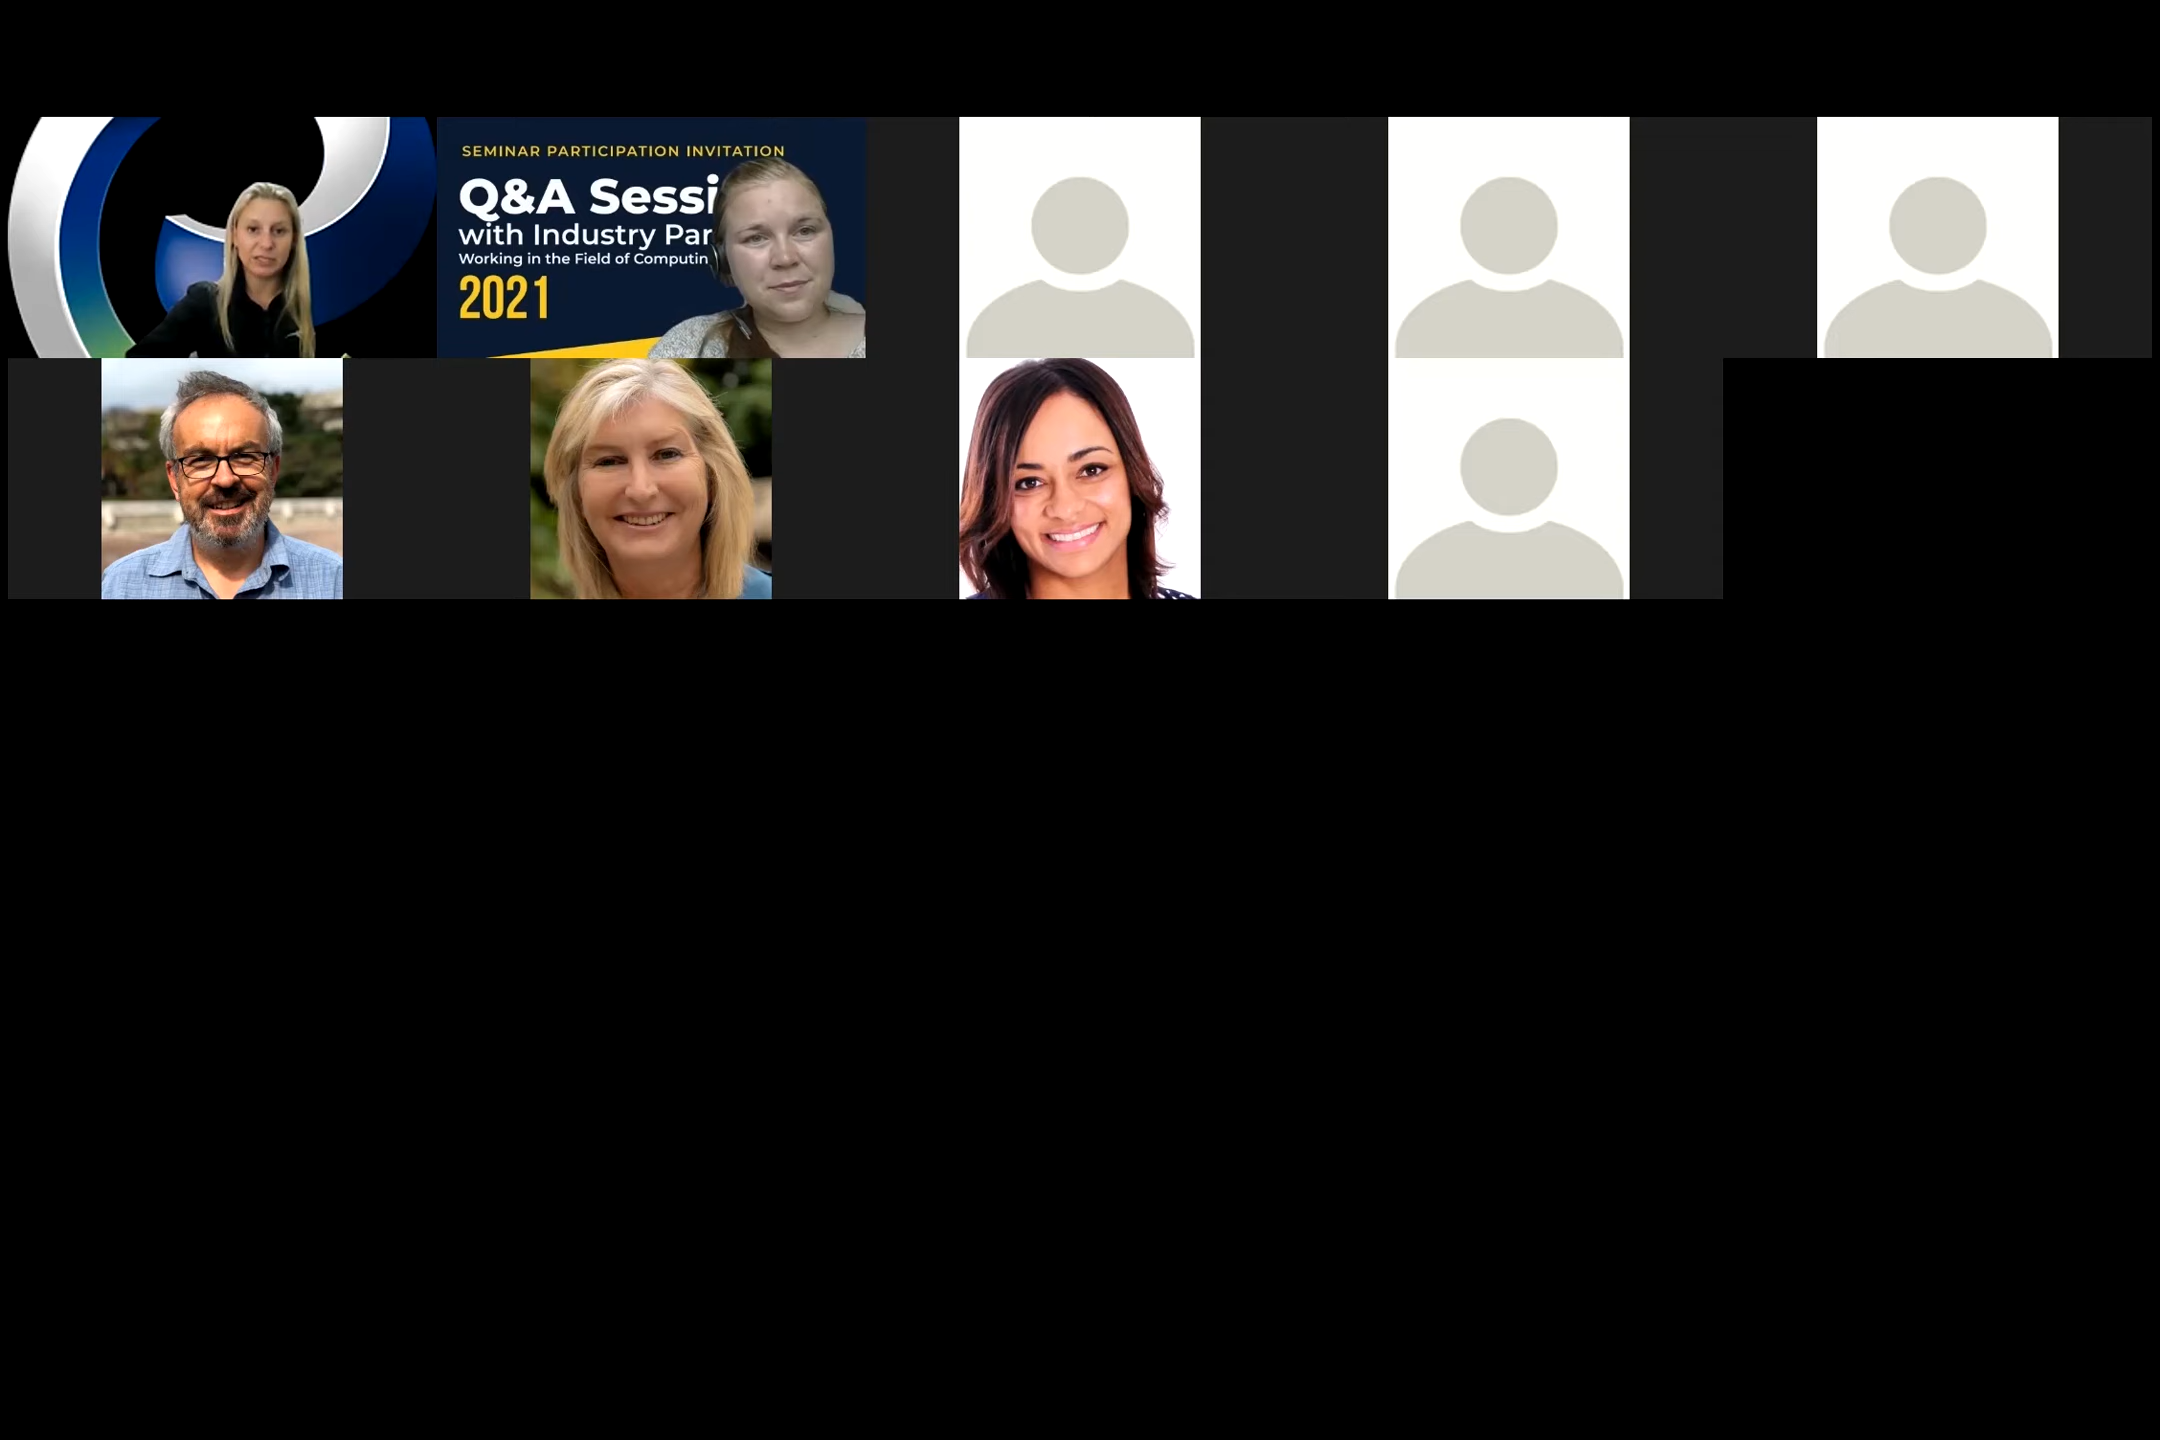 SEMINAR PARTICIPATION INVITATION
Q&A Sessi
with Industry Par
Working in the Field of Computin
2021